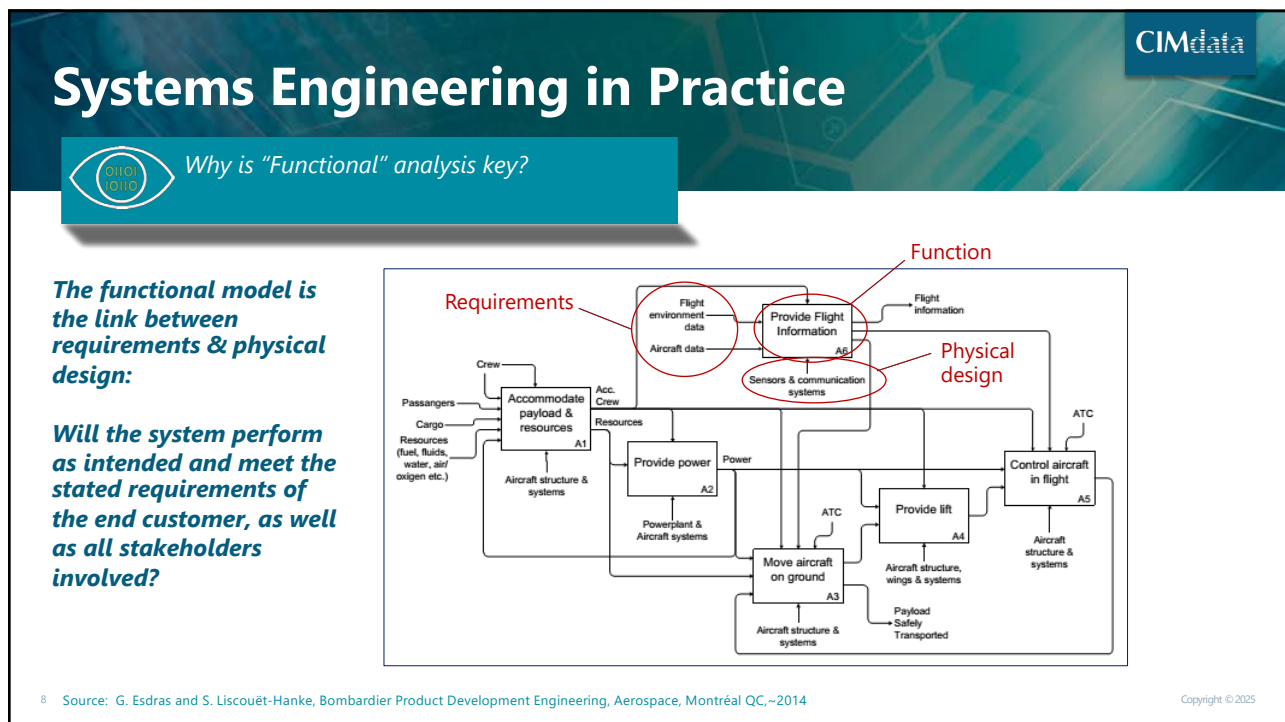 CIMdata
Systems Engineering in Practice
01101
10110
Why is “Functional“ analysis key?
The functional model is
the link between
requirements & physical
design:
Will the system perform
as intended and meet the
stated requirements of
the end customer, as well
as all stakeholders
involved?
Function
Requirements
Physical
design
Flight
environment
data
Aircraft data
Provide Flight
Information
A6
Flight
information
Sensors & communication
systems
Crew
Passangers
Cargo
Resources
(fuel, fluids,
water, air/
oxigen etc.)
Accommodate
payload &
resources
A1
Acc.
Crew
Resources
Aircraft structure &
systems
Provide power
A2
Power
Powerplant &
Aircraft systems
ATC
Move aircraft
on ground
A3
Aircraft structure &
systems
Payload
Safely
Transported
Provide lift
A4
Aircraft structure,
wings & systems
ATC
Control aircraft
in flight
A5
Aircraft
structure &
systems
8
Source: G. Esdras and S. Liscouët-Hanke, Bombardier Product Development Engineering, Aerospace, Montréal QC,~2014
Copyright © 2025